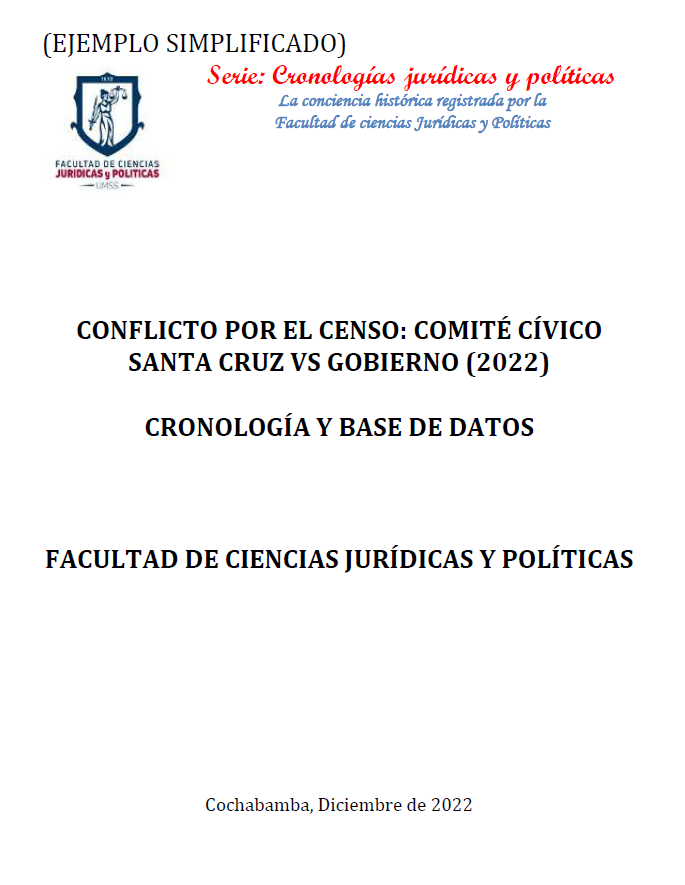 (EJEMPLO SIMPLIFICADO)
Serie: Cronologías jurídicas y políticas
La conciencia histórica registrada por la
Facultad de ciencias Jurídicas y Políticas
1832
FACULTAD DE CIENCIAS
JURIDICAS y POLITICAS
UMSS
CONFLICTO POR EL CENSO: COMITÉ CÍVICO
SANTA CRUZ VS GOBIERNO (2022)
CRONOLOGÍA Y BASE DE DATOS
FACULTAD DE CIENCIAS JURÍDICAS Y POLÍTICAS
Cochabamba, Diciembre de 2022